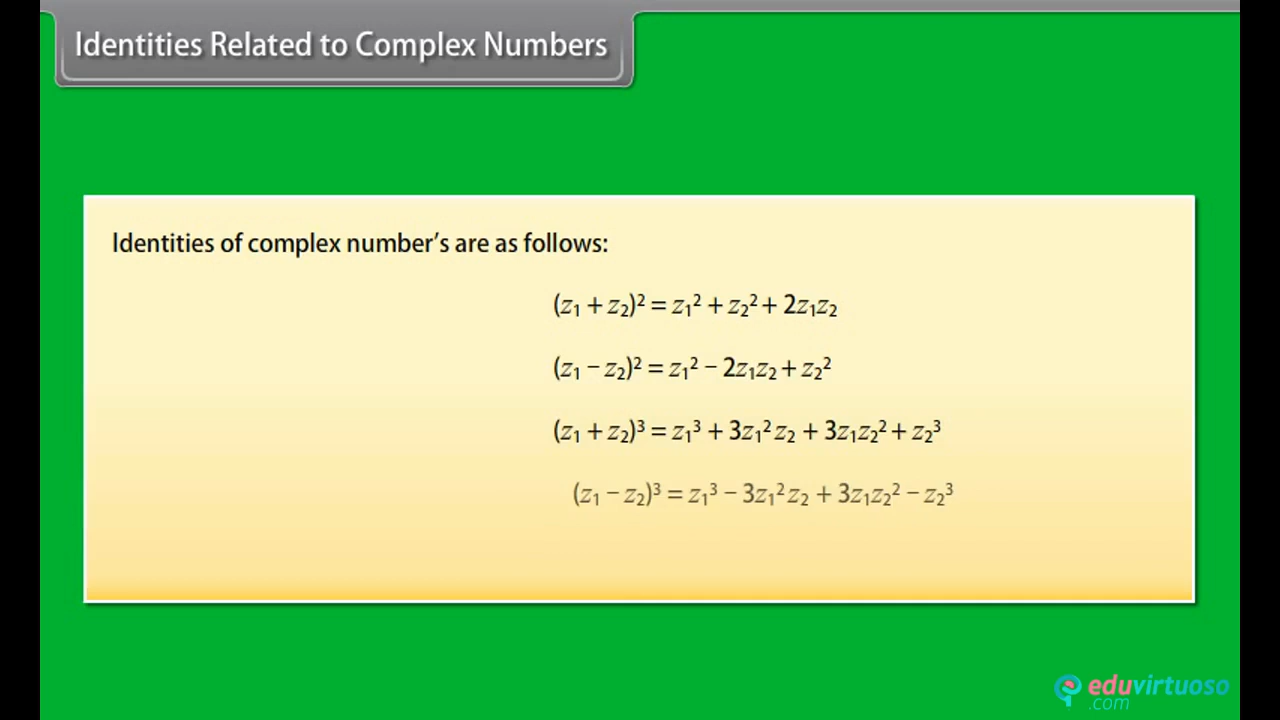 Identities Related to Complex Numbers
Identities of complex number's are as follows:
(z₁ + z₂)² = z₁² + z₂² + 2z₁z₂
(z₁ − z₂)² = z₁² − 2z₁z₂ + z₂²
(z₁ + z₂)³ = z₁³ + 3z₁²z₂ + 3z₁z₂² + z₂³
(z₁ − z₂)³ = z₁³ − 3z₁²z₂ + 3z₁z₂² − z₂³
eduvirtuoso
.com